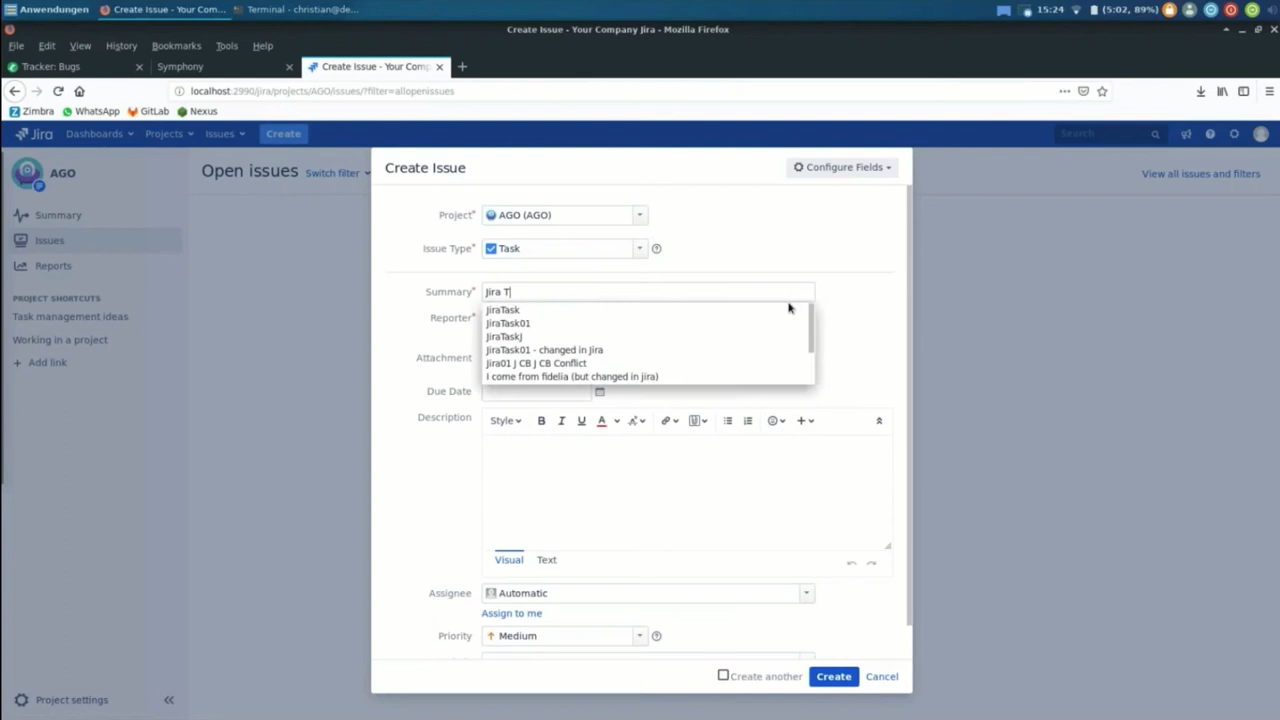 Anwendungen Create Issue - Your Com... Terminal - christian@de... 15:24 (5:02, 89%)
Create Issue - Your Company Jira - Mozilla Firefox
File Edit View History Bookmarks Tools Help
Tracker: Bugs Symphony Create Issue - Your Comp
localhost:2990/jira/projects/AGO/issues/?filter=allopenissues
Zimbra WhatsApp GitLab Nexus
Jira Dashboards Projects Issues Create Search
AGO
Open issues Switch filter
View all issues and filters
Summary
Issues
Reports
PROJECT SHORTCUTS
Task management ideas
Working in a project
+ Add link
Project settings
Create Issue Configure Fields
Project* AGO (AGO)
Issue Type* Task
Summary* Jira T
JiraTask
JiraTask01
JiraTaskJ
JiraTask01 - changed in Jira
Jira01 J CB J CB Conflict
I come from fidelia (but changed in jira)
Reporter*
Attachment
Due Date
Description Style B I U A
Visual Text
Assignee Automatic
Assign to me
Priority Medium
Create another Create Cancel